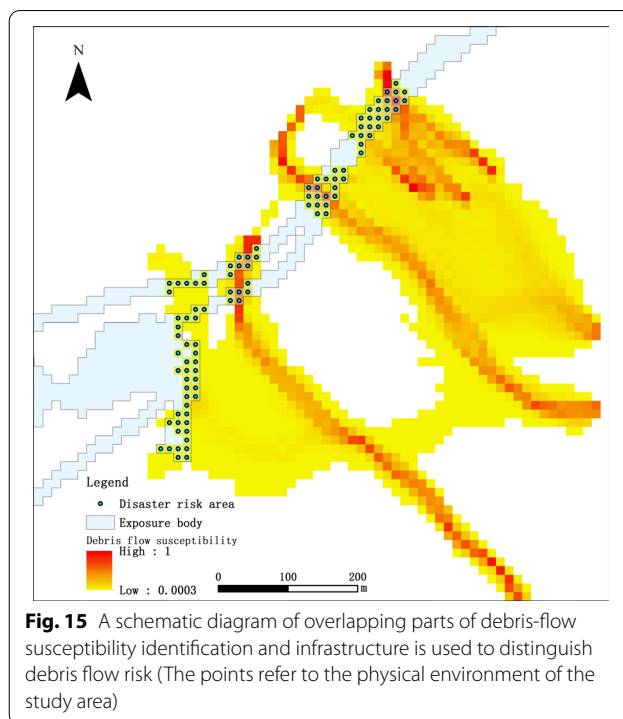 N
Legend
Disaster risk area
Exposure body
Debris flow susceptibility
High : 1
Low : 0.0003
0 100 200
m
Fig. 15 A schematic diagram of overlapping parts of debris-flow
susceptibility identification and infrastructure is used to distinguish
debris flow risk (The points refer to the physical environment of the
study area)